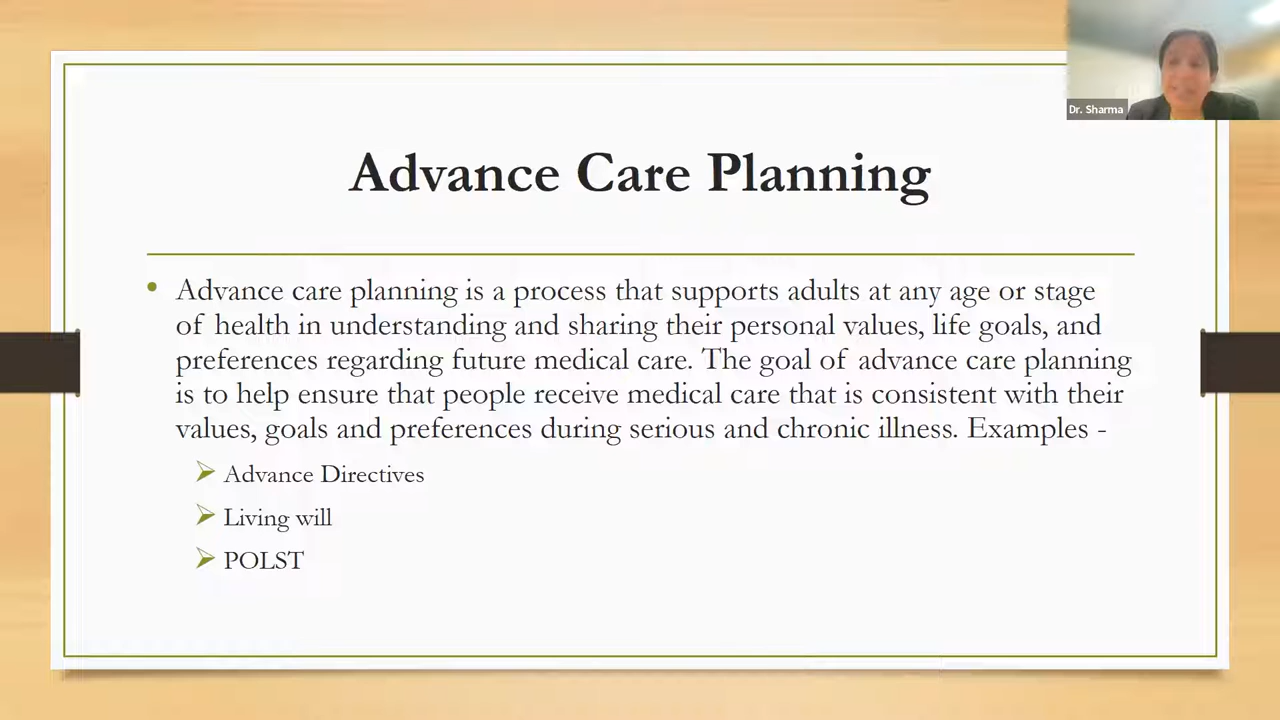 Dr. Sharma
Advance Care Planning
Advance care planning is a process that supports adults at any age or stage
of health in understanding and sharing their personal values, life goals, and
preferences regarding future medical care. The goal of advance care planning
is to help ensure that people receive medical care that is consistent with their
values, goals and preferences during serious and chronic illness. Examples -
Advance Directives
Living will
POLST